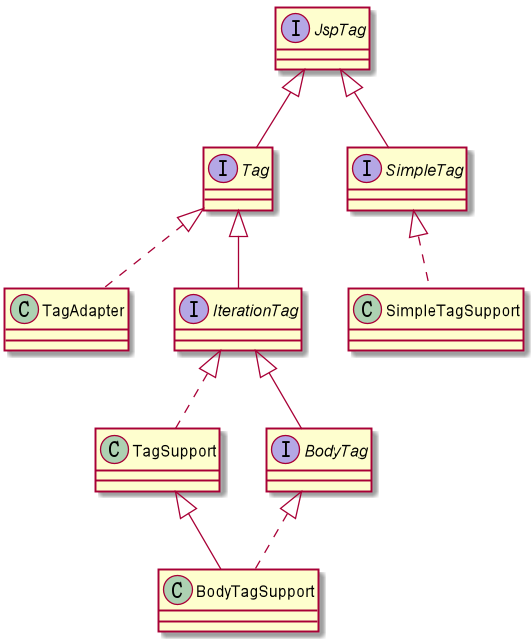 I JspTag
I Tag
I SimpleTag
C TagAdapter
I IterationTag
C SimpleTagSupport
C TagSupport
I BodyTag
C BodyTagSupport